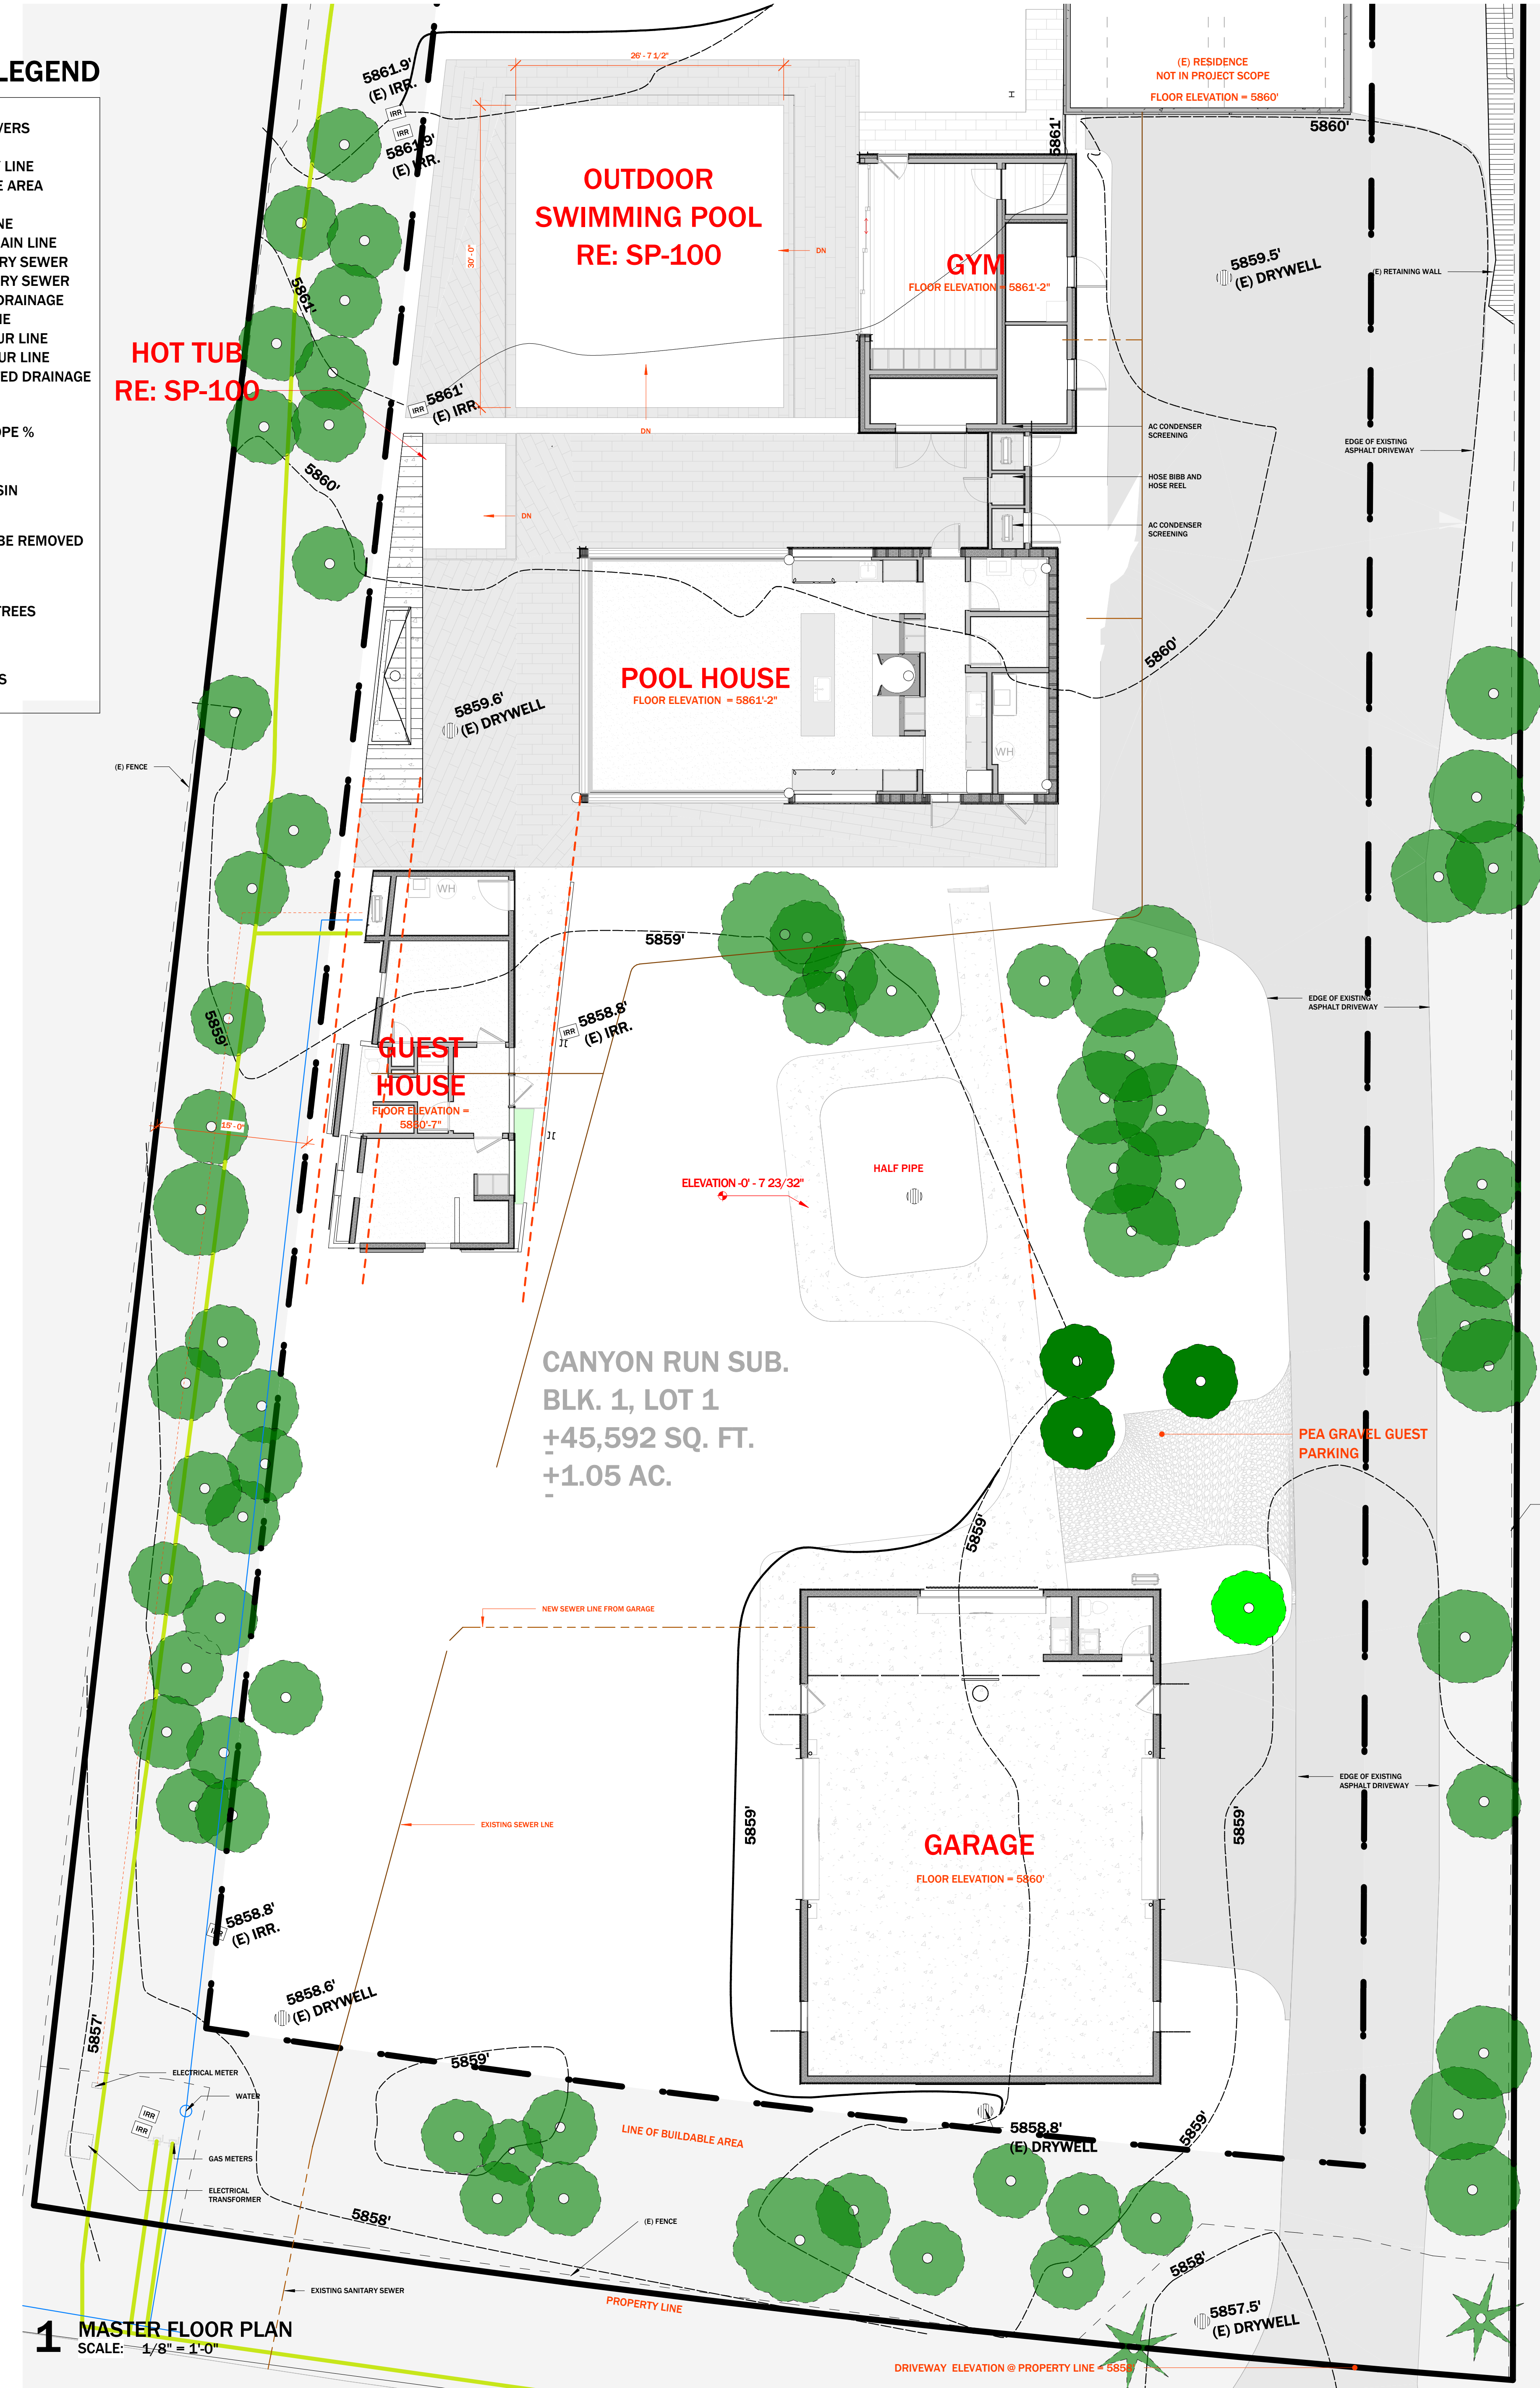 LEGEND
VERS
LINE
E AREA
NE
AIN LINE
RY SEWER
RY SEWER
DRAINAGE
NE
UR LINE
UR LINE
ED DRAINAGE
OPE %
SIN
BE REMOVED
TREES
S
5861.9'
(E) IRR.
IRR
IRR
5861.9'
(E) IRR.
26' - 7 1/2"
30' - 0"
OUTDOOR
SWIMMING POOL
RE: SP-100
DN
DN
H
(E) RESIDENCE
NOT IN PROJECT SCOPE
FLOOR ELEVATION = 5860'
5861'
5860'
GYM
FLOOR ELEVATION = 5861'-2"
5859.5'
(E) DRYWELL
(E) RETAINING WALL
5861'
HOT TUB
RE: SP-100
IRR
5861'
(E) IRR.
5860'
DN
AC CONDENSER
SCREENING
HOSE BIBB AND
HOSE REEL
AC CONDENSER
SCREENING
EDGE OF EXISTING
ASPHALT DRIVEWAY
5860'
POOL HOUSE
FLOOR ELEVATION = 5861'-2"
WH
5859.6'
(E) DRYWELL
(E) FENCE
WH
5859'
5859'
IRR
5858.8'
(E) IRR.
GUEST
HOUSE
FLOOR ELEVATION =
5860'-7"
15' - 0"
EDGE OF EXISTING
ASPHALT DRIVEWAY
HALF PIPE
ELEVATION -0' - 7 23/32"
CANYON RUN SUB.
BLK. 1, LOT 1
±45,592 SQ. FT.
±1.05 AC.
PEA GRAVEL GUEST
PARKING
5859'
NEW SEWER LINE FROM GARAGE
EXISTING SEWER LNE
5859'
GARAGE
FLOOR ELEVATION = 5860'
5859'
EDGE OF EXISTING
ASPHALT DRIVEWAY
IRR
5858.8'
(E) IRR.
5858.6'
(E) DRYWELL
5857'
ELECTRICAL METER
WATER
IRR
IRR
GAS METERS
ELECTRICAL
TRANSFORMER
5859'
LINE OF BUILDABLE AREA
5858.8'
(E) DRYWELL
5859'
5858'
(E) FENCE
5858'
EXISTING SANITARY SEWER
PROPERTY LINE
5857.5'
(E) DRYWELL
DRIVEWAY ELEVATION @ PROPERTY LINE = 5858'
1
MASTER FLOOR PLAN
SCALE: 1/8" = 1'-0"